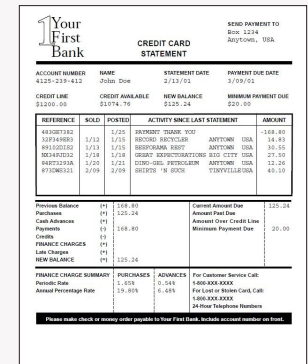 1Your First Bank
SEND PAYMENT TO
Box 1234
Anytown, USA
CREDIT CARD
STATEMENT
ACCOUNT NUMBER NAME STATEMENT DATE PAYMENT DUE DATE
4125-239-412 John Doe 2/13/01 3/09/01
CREDIT LINE CREDIT AVAILABLE NEW BALANCE MINIMUM PAYMENT DUE
$1200.00 $1074.76 $125.24 $20.00
REFERENCE SOLD POSTED ACTIVITY SINCE LAST STATEMENT AMOUNT
483GE7382 1/25 PAYMENT THANK YOU -168.80
32F349ER3 1/12 1/15 RECORD RECYCLER ANYTOWN USA 14.83
89102DIS2 1/13 1/15 BEEFORAMA REST ANYTOWN USA 30.55
NX34FJD32 1/18 1/18 GREAT EXPECTORATIONS BIG CITY USA 27.50
84RT3293A 1/20 1/21 DINO-GEL PETROLEUM ANYTOWN USA 12.26
873DWS321 2/09 2/09 SHIRTS 'N SUCH TINYVILLE USA 40.10
Previous Balance (+) 168.80 Current Amount Due 125.24
Purchases (+) 125.24 Amount Past Due
Cash Advances (+) Amount Over Credit Line
Payments (-) 168.80 Minimum Payment Due 20.00
Credits (-)
FINANCE CHARGES (+)
Late Charges (+)
NEW BALANCE (=) 125.24
FINANCE CHARGE SUMMARY PURCHASES ADVANCES For Customer Service Call:
Periodic Rate 1.65% 0.54% 1-800-XXX-XXXX
Annual Percentage Rate 19.80% 6.48% For Lost or Stolen Card, Call:
1-800-XXX-XXXX
24-Hour Telephone Numbers
Please make check or money order payable to Your First Bank. Include account number on front.